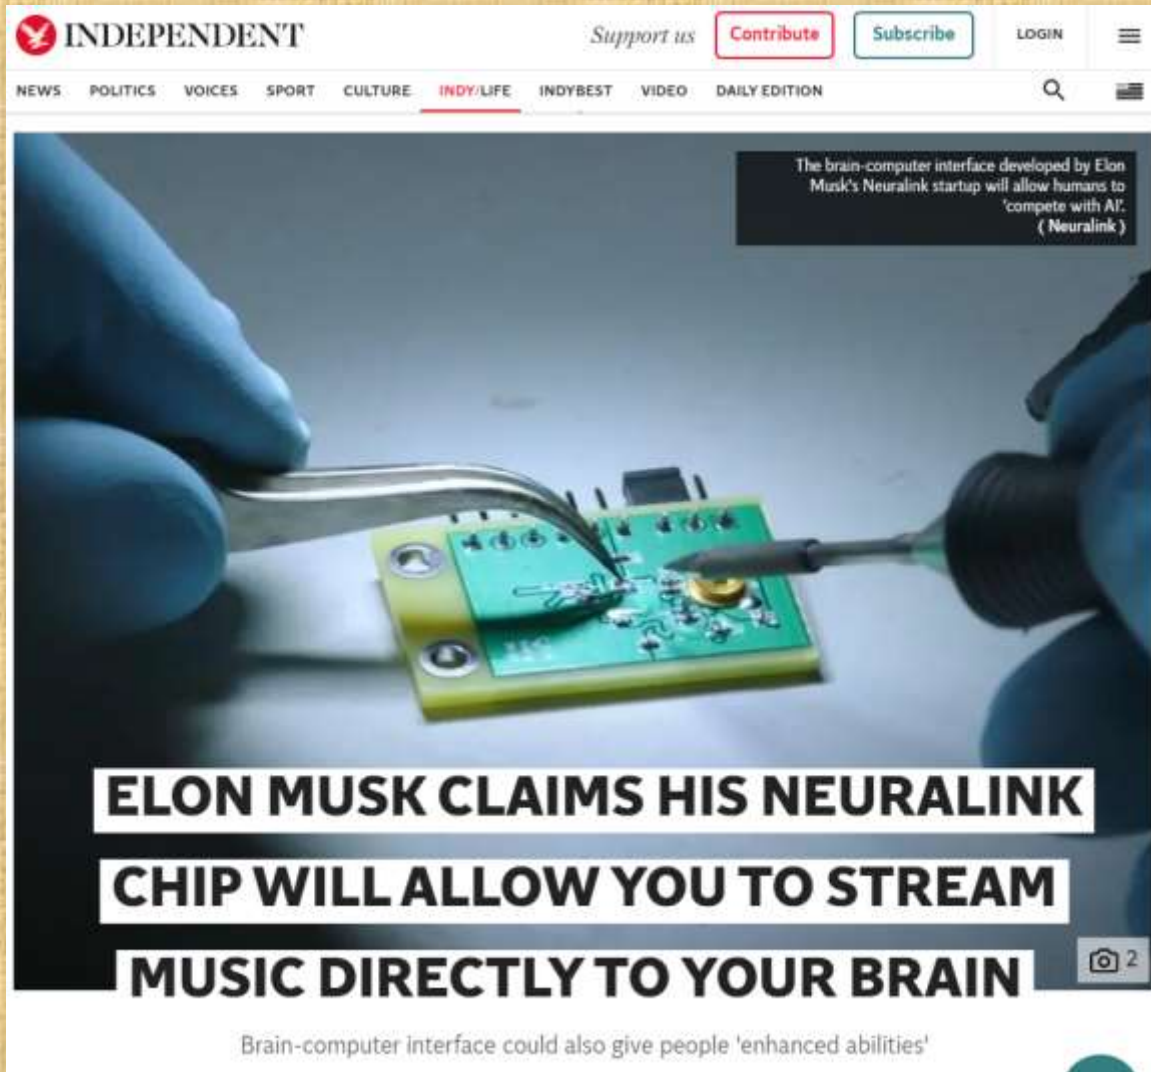 INDEPENDENT
Support us
Contribute
Subscribe
LOGIN
NEWS POLITICS VOICES SPORT CULTURE INDY/LIFE INDYBEST VIDEO DAILY EDITION
The brain-computer interface developed by Elon
Musk's Neuralink startup will allow humans to
'compete with AI'.
( Neuralink )
ELON MUSK CLAIMS HIS NEURALINK
CHIP WILL ALLOW YOU TO STREAM
MUSIC DIRECTLY TO YOUR BRAIN
2
Brain-computer interface could also give people 'enhanced abilities'